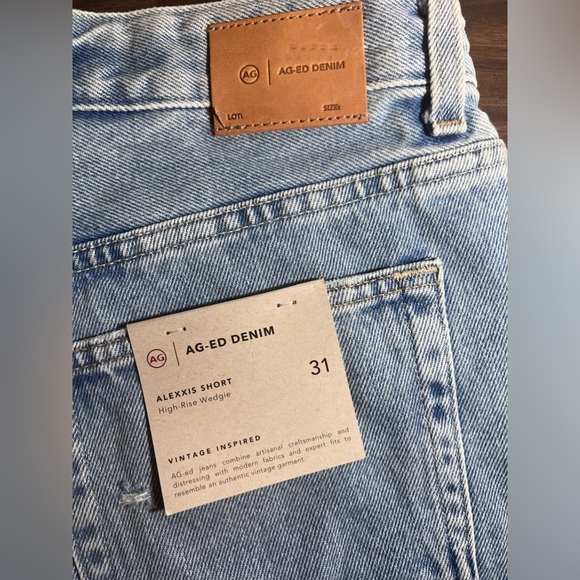 AG | AG-ED DENIM
LOT: SIZE:
AG | AG-ED DENIM
ALEXXIS SHORT 31
High-Rise Wedgie
VINTAGE INSPIRED
AG-ed jeans combine artisanal craftsmanship and
distressing with modern fabrics and expert fits to
resemble an authentic vintage garment.